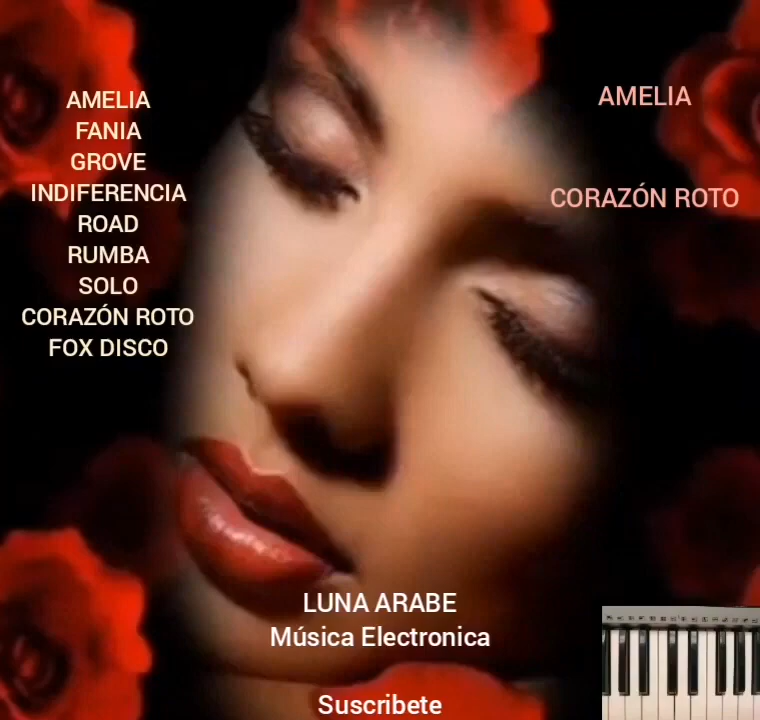 AMELIA
FANIA
GROVE
INDIFERENCIA
ROAD
RUMBA
SOLO
CORAZÓN ROTO
FOX DISCO
AMELIA
CORAZÓN ROTO
LUNA ARABE
Música Electronica
Suscribete